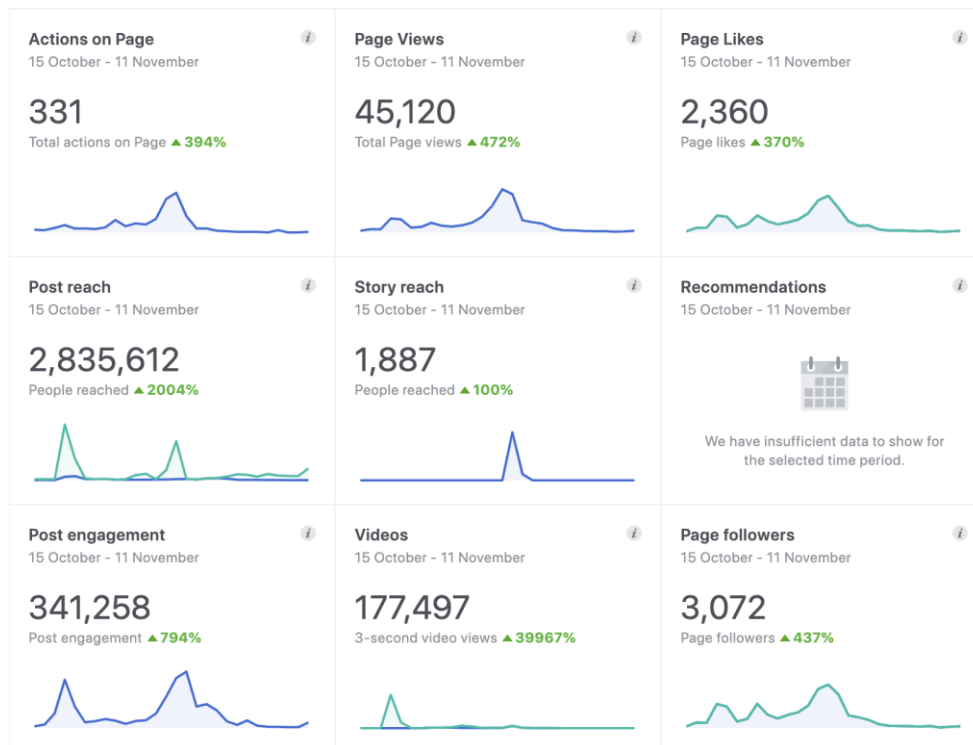 Actions on Page
15 October - 11 November
331
Total actions on Page ▲ 394%
Page Views
15 October - 11 November
45,120
Total Page views ▲ 472%
Page Likes
15 October - 11 November
2,360
Page likes ▲ 370%
Post reach
15 October - 11 November
2,835,612
People reached ▲ 2004%
Story reach
15 October - 11 November
1,887
People reached ▲ 100%
Recommendations
15 October - 11 November
We have insufficient data to show for
the selected time period.
Post engagement
15 October - 11 November
341,258
Post engagement ▲ 794%
Videos
15 October - 11 November
177,497
3-second video views ▲ 39967%
Page followers
15 October - 11 November
3,072
Page followers ▲ 437%